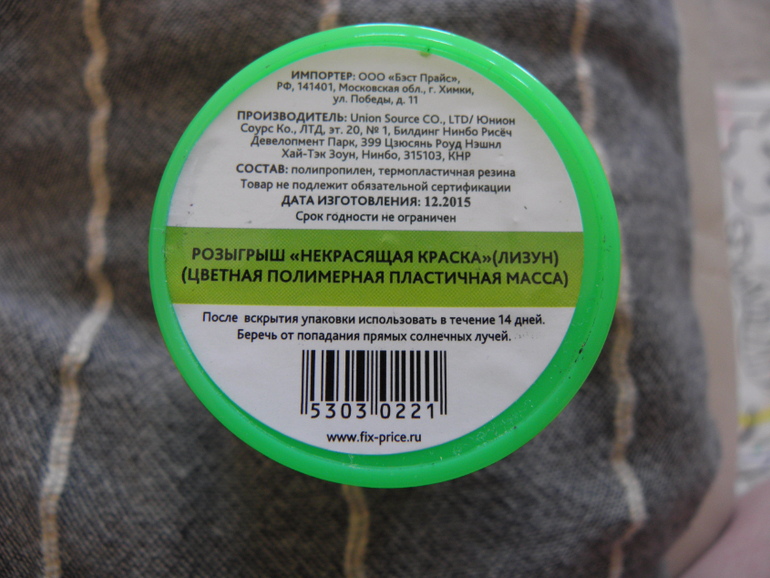 ИМПОРТЕР: ООО «Бэст Прайс»,
РФ, 141401, Московская обл., г. Химки,
ул. Победы, д. 11
ПРОИЗВОДИТЕЛЬ: Union Source CO., LTD/ Юнион
Соурс Ко., ЛТД, эт. 20, № 1, Билдинг Нинбо Рисёч
Девелопмент Парк, 399 Цзюсянь Роуд Нэшнл
Хай-Тэк Зоун, Нинбо, 315103, КНР
СОСТАВ: полипропилен, термопластичная резина
Товар не подлежит обязательной сертификации
ДАТА ИЗГОТОВЛЕНИЯ: 12.2015
Срок годности не ограничен
РОЗЫГРЫШ «НЕКРАСЯЩАЯ КРАСКА»(ЛИЗУН)
(ЦВЕТНАЯ ПОЛИМЕРНАЯ ПЛАСТИЧНАЯ МАССА)
После вскрытия упаковки использовать в течение 14 дней.
Беречь от попадания прямых солнечных лучей.
5303 0221
www.fix-price.ru